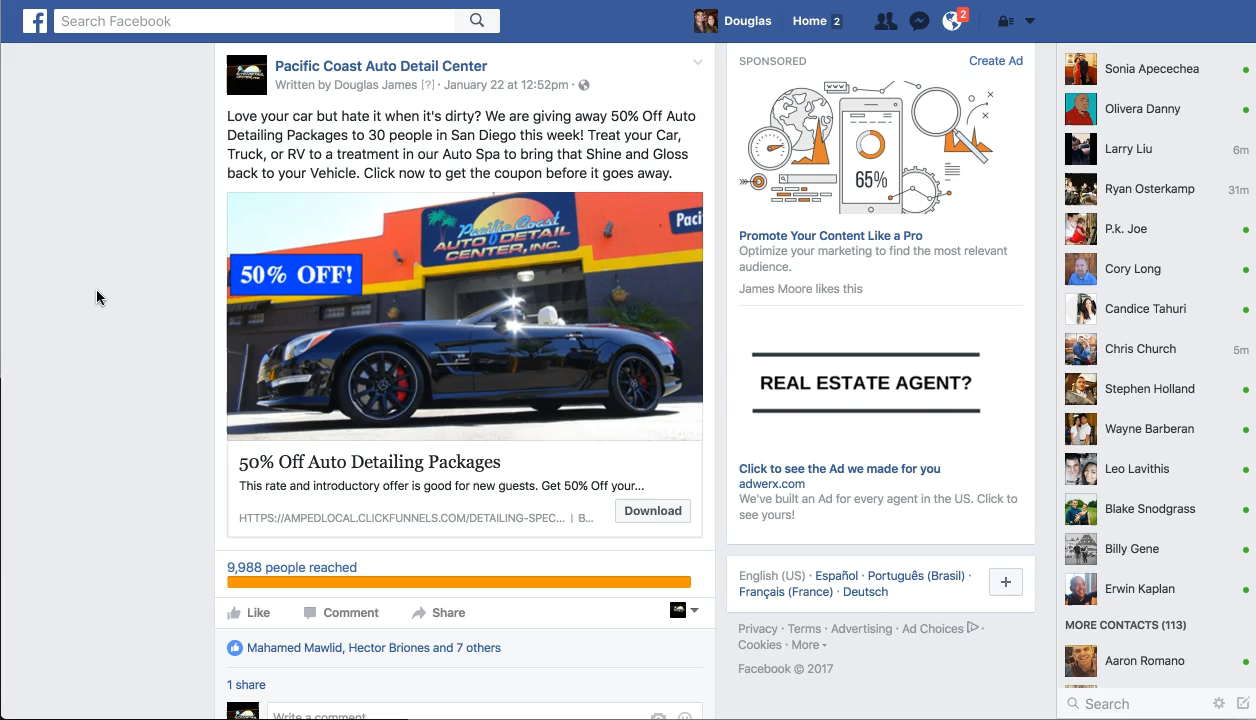 Search Facebook
Douglas
Home 2
2
Pacific Coast Auto Detail Center
Written by Douglas James [?] · January 22 at 12:52pm ·
Love your car but hate it when it's dirty? We are giving away 50% Off Auto
Detailing Packages to 30 people in San Diego this week! Treat your Car,
Truck, or RV to a treatment in our Auto Spa to bring that Shine and Gloss
back to your Vehicle. Click now to get the coupon before it goes away.
Pacific Coast
AUTO DETAIL
CENTER, INC.
Paci
50% OFF!
50% Off Auto Detailing Packages
This rate and introductory offer is good for new guests. Get 50% Off your...
HTTPS://AMPEDLOCAL.CLICKFUNNELS.COM/DETAILING-SPEC... | B...
Download
9,988 people reached
Like Comment Share
Mahamed Mawlid, Hector Briones and 7 others
1 share
Write a comment...
SPONSORED
Create Ad
65%
Promote Your Content Like a Pro
Optimize your marketing to find the most relevant
audience.
James Moore likes this
REAL ESTATE AGENT?
Click to see the Ad we made for you
adwerx.com
We've built an Ad for every agent in the US. Click to
see yours!
English (US) · Español · Português (Brasil) ·
Français (France) · Deutsch
Privacy · Terms · Advertising · Ad Choices ·
Cookies · More
Facebook © 2017
Sonia Apecechea
Olivera Danny
Larry Liu 6m
Ryan Osterkamp 31m
P.k. Joe
Cory Long
Candice Tahuri
Chris Church 5m
Stephen Holland
Wayne Barberan
Leo Lavithis
Blake Snodgrass
Billy Gene
Erwin Kaplan
MORE CONTACTS (113)
Aaron Romano
Search